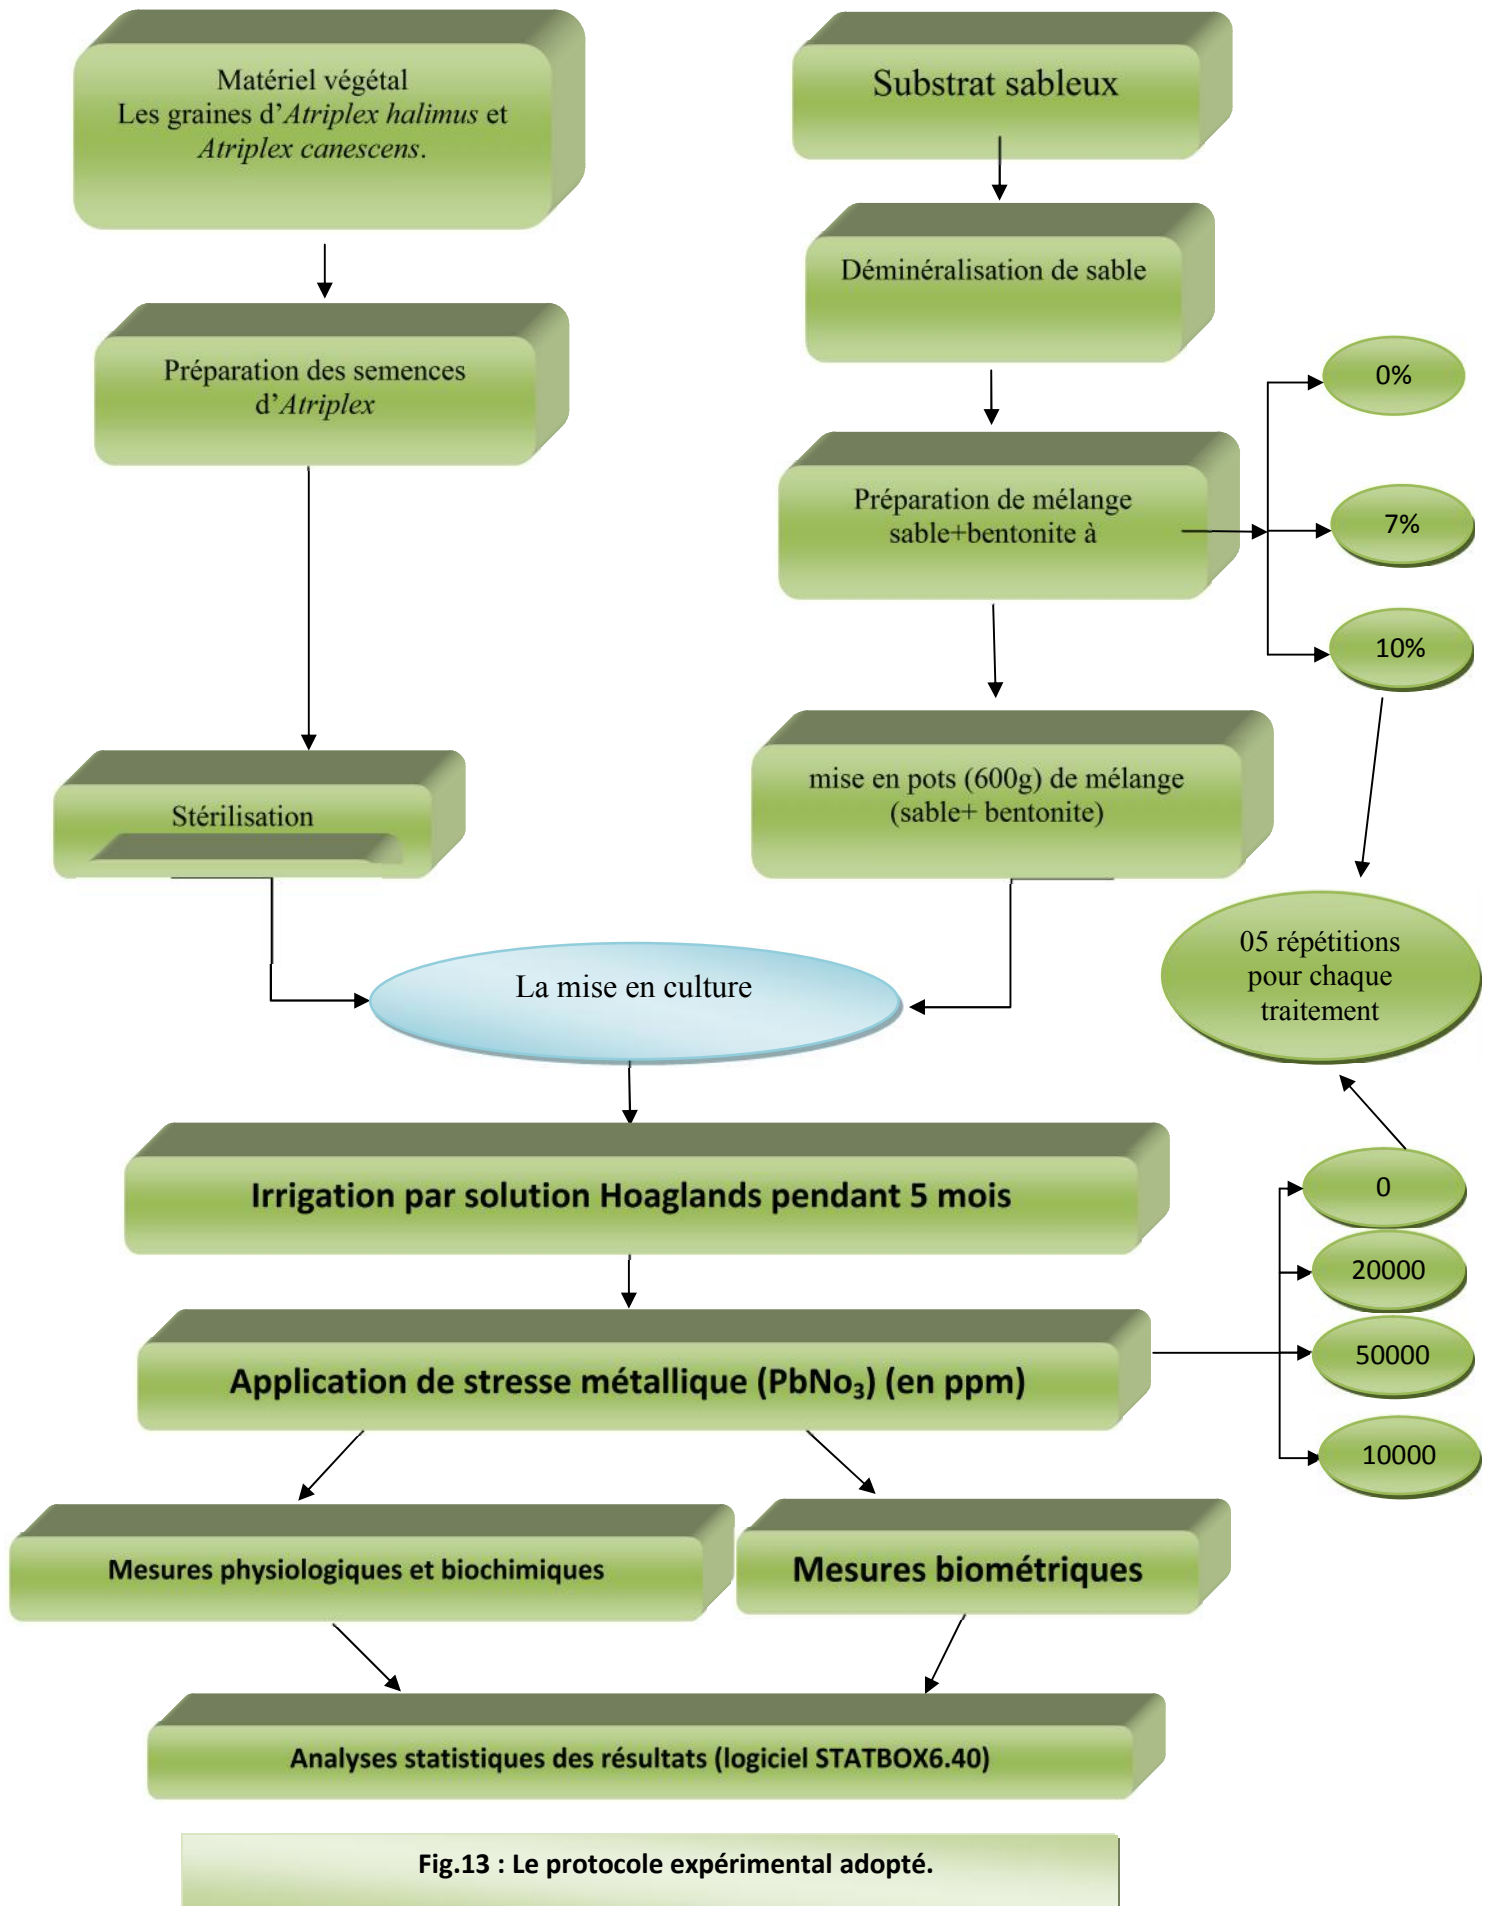 Matériel végétal
Les graines d’Atriplex halimus et
Atriplex canescens.
Substrat sableux
Déminéralisation de sable
Préparation des semences
d’Atriplex
0%
Préparation de mélange
sable+bentonite à
7%
10%
Stérilisation
mise en pots (600g) de mélange
(sable+ bentonite)
La mise en culture
05 répétitions
pour chaque
traitement
Irrigation par solution Hoaglands pendant 5 mois
0
20000
50000
10000
Application de stresse métallique (PbNo₃) (en ppm)
Mesures physiologiques et biochimiques
Mesures biométriques
Analyses statistiques des résultats (logiciel STATBOX6.40)
Fig.13 : Le protocole expérimental adopté.